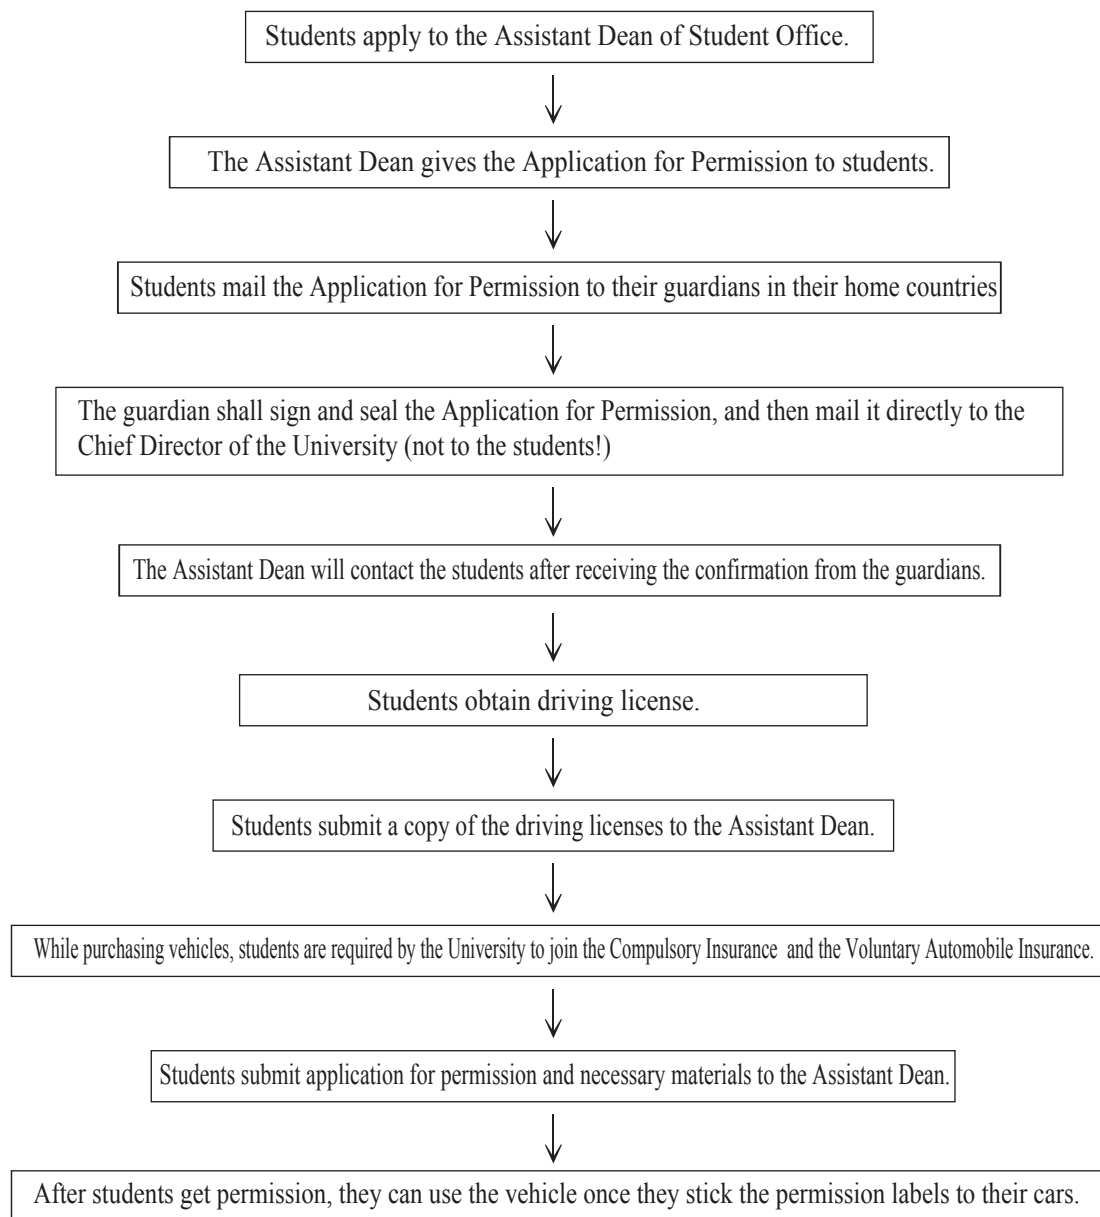 Students apply to the Assistant Dean of Student Office.
The Assistant Dean gives the Application for Permission to students.
Students mail the Application for Permission to their guardians in their home countries
The guardian shall sign and seal the Application for Permission, and then mail it directly to the
Chief Director of the University (not to the students!)
The Assistant Dean will contact the students after receiving the confirmation from the guardians.
Students obtain driving license.
Students submit a copy of the driving licenses to the Assistant Dean.
While purchasing vehicles, students are required by the University to join the Compulsory Insurance and the Voluntary Automobile Insurance.
Students submit application for permission and necessary materials to the Assistant Dean.
After students get permission, they can use the vehicle once they stick the permission labels to their cars.